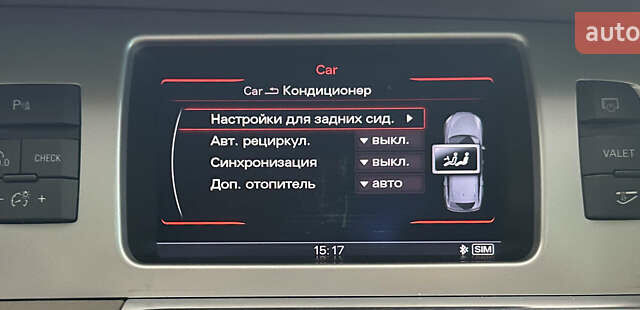 auto
Car
Car Кондиционер
Настройки для задних сид.
Авт. рециркул. выкл.
Синхронизация выкл.
Доп. отопитель авто
15:17
SIM
P
.0
CHECK
- +
VALET